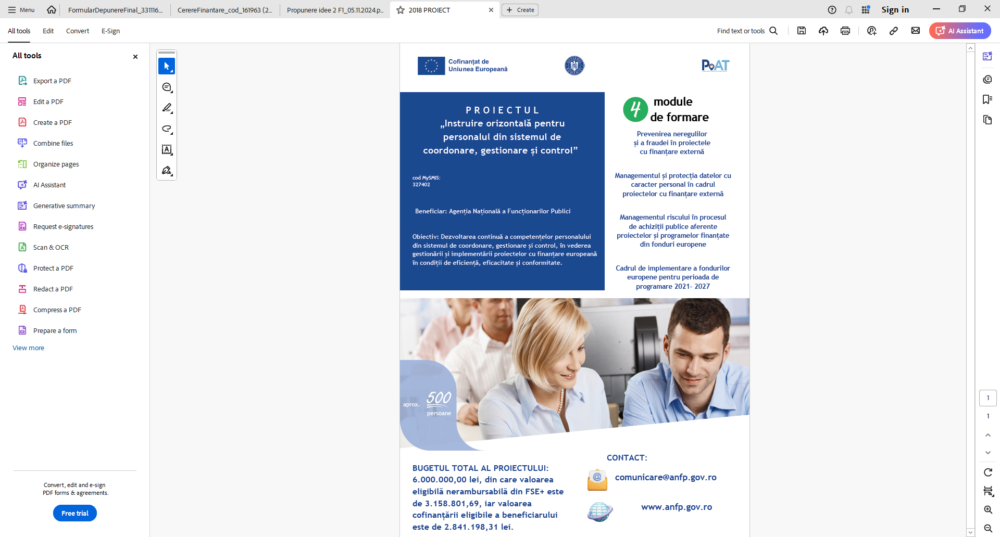 Menu
FormularDepunereFinal_331116....
CerereFinantare_cod_161963 (2...
Propunere idee 2 F1_05.11.2024.p...
2018 PROIECT
Create
Sign in
All tools
Edit
Convert
E-Sign
Find text or tools
AI Assistant
All tools
Export a PDF
Edit a PDF
Create a PDF
Combine files
Organize pages
AI Assistant
Generative summary
Request e-signatures
Scan & OCR
Protect a PDF
Redact a PDF
Compress a PDF
Prepare a form
View more
Convert, edit and e-sign
PDF forms & agreements.
Free trial
Cofinanțat de
Uniunea Europeană
PoAT
PROIECTUL
„Instruire orizontală pentru
personalul din sistemul de
coordonare, gestionare și control”
cod MySMIS:
327402
Beneficiar: Agenția Națională a Funcționarilor Publici
Obiectiv: Dezvoltarea continuă a competențelor personalului
din sistemul de coordonare, gestionare și control, în vederea
gestionării și implementării proiectelor cu finanțare europeană
în condiții de eficiență, eficacitate și conformitate.
4 module
de formare
Prevenirea neregulilor
și a fraudei în proiectele
cu finanțare externă
Managementul și protecția datelor cu
caracter personal în cadrul
proiectelor cu finanțare externă
Managementul riscului în procesul
de achiziții publice aferente
proiectelor și programelor finanțate
din fonduri europene
Cadrul de implementare a fondurilor
europene pentru perioada de
programare 2021- 2027
aprox. 500
persoane
BUGETUL TOTAL AL PROIECTULUI:
6.000.000,00 lei, din care valoarea
eligibilă nerambursabilă din FSE+ este
de 3.158.801,69, iar valoarea
cofinanțării eligibile a beneficiarului
este de 2.841.198,31 lei.
CONTACT:
comunicare@anfp.gov.ro
www.anfp.gov.ro
1
1